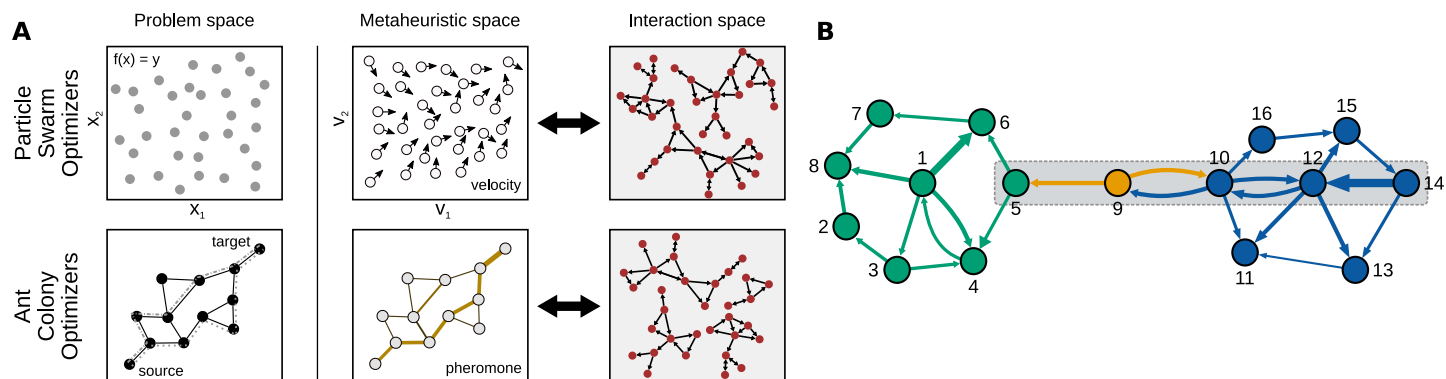 A
Problem space
Metaheuristic space
Interaction space
B
Particle
Swarm
Optimizers
f(x) = y
x2
x1
v2
velocity
v1
Ant
Colony
Optimizers
target
source
pheromone
7
6
16
15
8
1
10
12
5
9
14
2
3
4
11
13